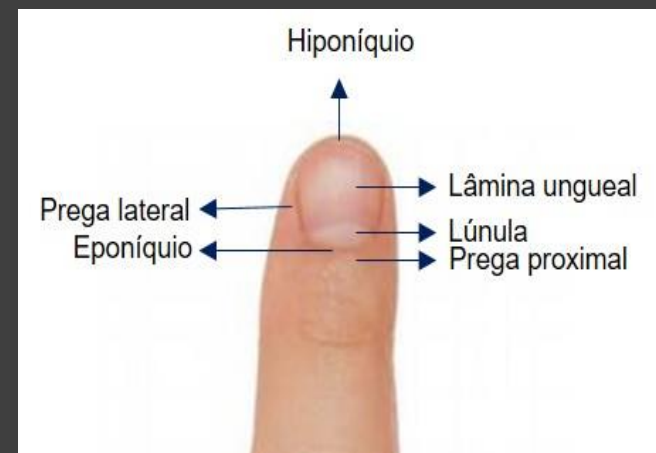 Hiponíquio
Lâmina ungueal
Prega lateral
Lúnula
Eponíquio
Prega proximal